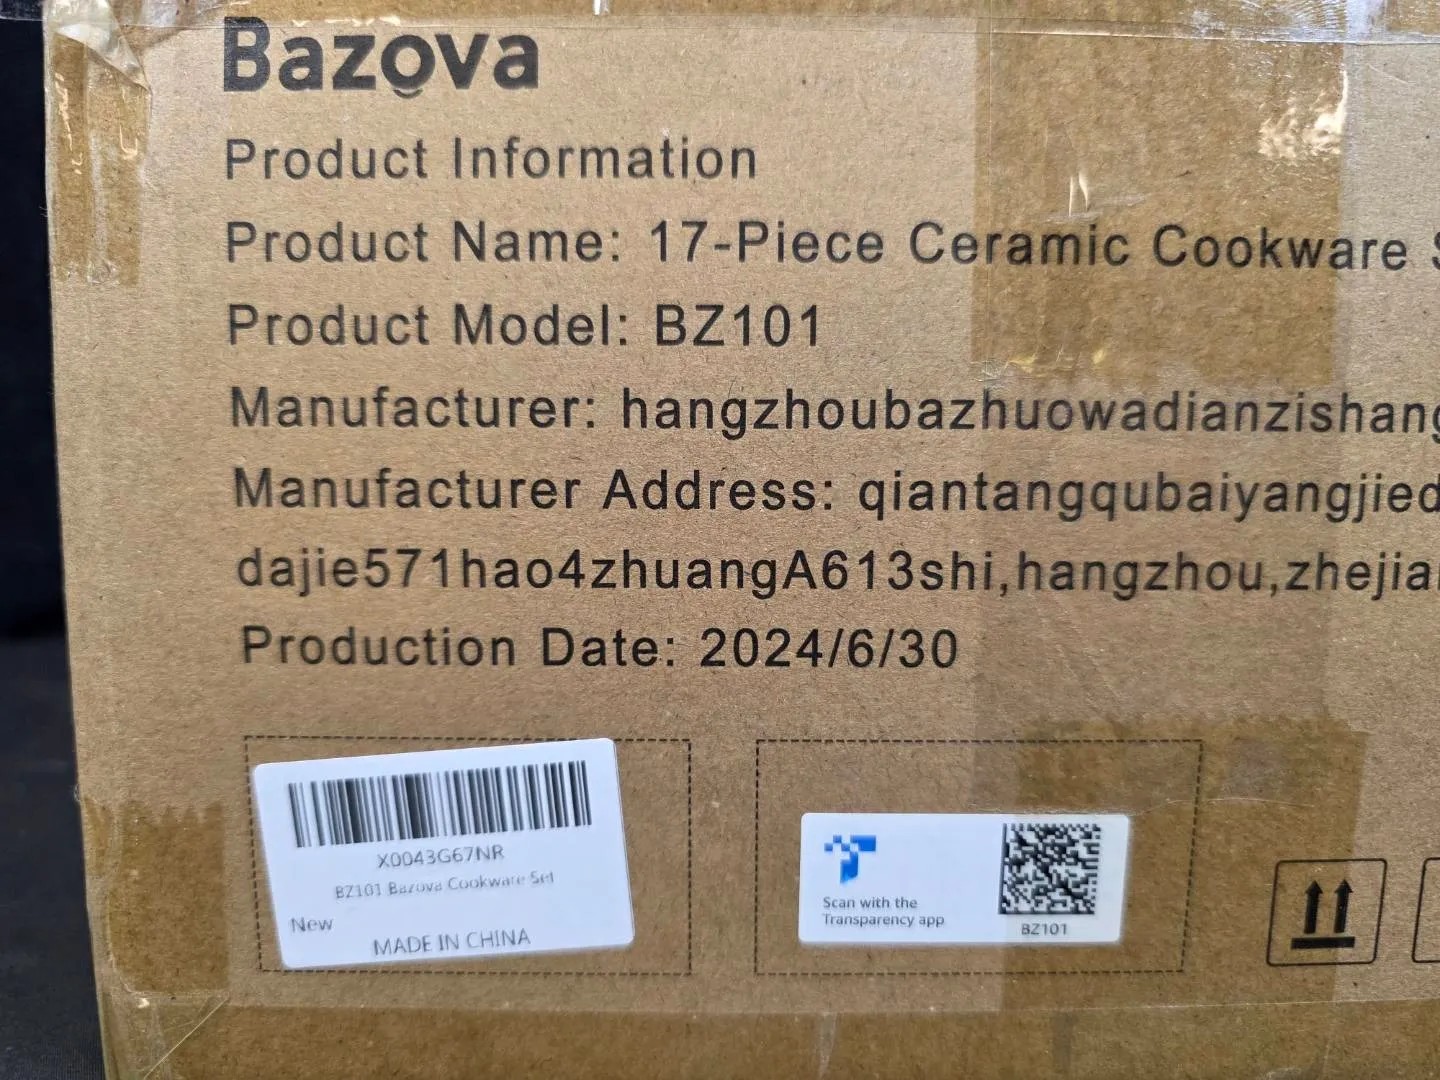 Bazova
Product Information
Product Name: 17-Piece Ceramic Cookware
Product Model: BZ101
Manufacturer: hangzhoubazhuowadianzishang
Manufacturer Address: qiantangqubaiyangjied
dajie571hao4zhuangA613shi,hangzhou,zhejia
Production Date: 2024/6/30
X0043G67NR
BZ101 Bazova Cookware Set
New
MADE IN CHINA
Scan with the
Transparency app
BZ101